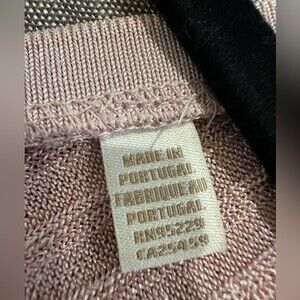 MADE IN
PORTUGAL
FABRIQUE AU
PORTUGAL
RN95229
CA25459